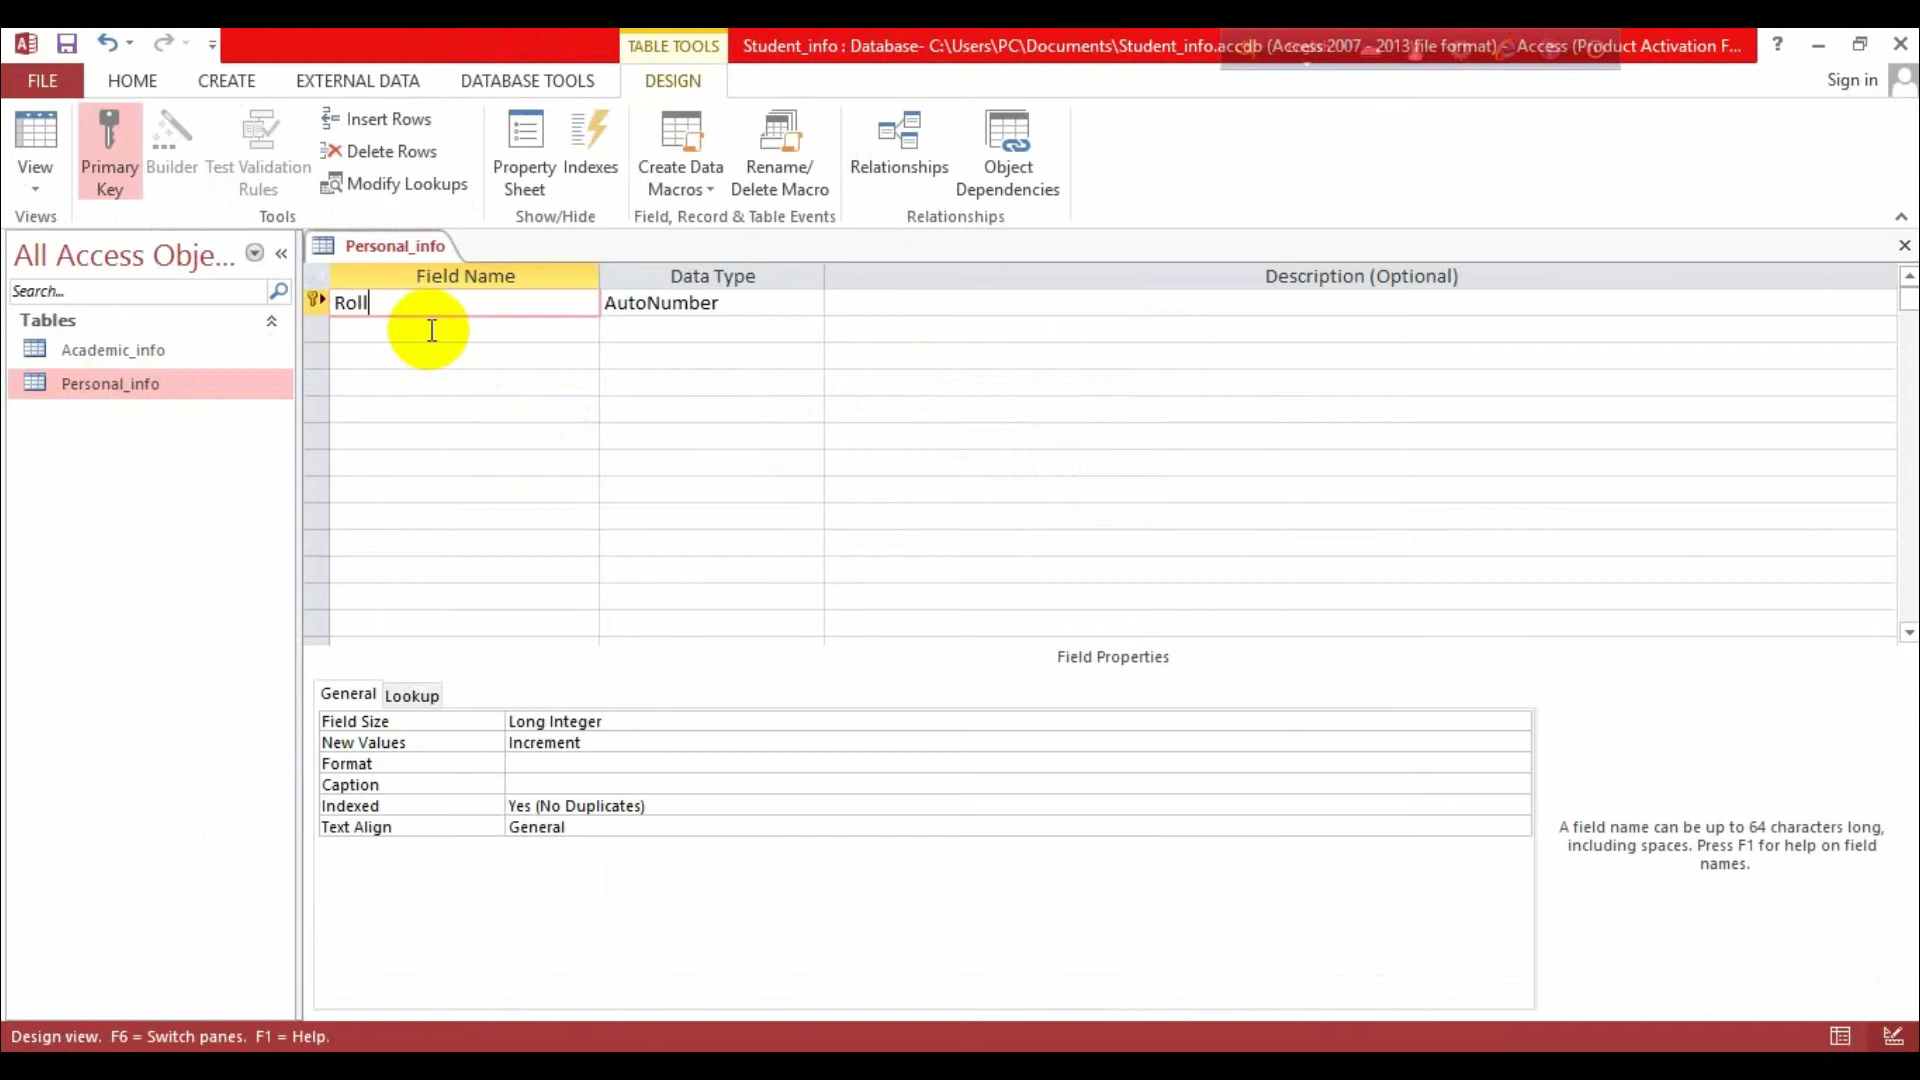 TABLE TOOLS
Student_info : Database- C:\Users\PC\Documents\Student_info.accdb (Access 2007 - 2013 file format) - Access (Product Activation F...
?
FILE
HOME
CREATE
EXTERNAL DATA
DATABASE TOOLS
DESIGN
Sign in
View
Primary Key
Builder
Test Validation Rules
Insert Rows
Delete Rows
Modify Lookups
Property Sheet
Indexes
Create Data Macros
Rename/ Delete Macro
Relationships
Object Dependencies
Views
Tools
Show/Hide
Field, Record & Table Events
Relationships
All Access Obje...
Search...
Tables
Academic_info
Personal_info
Personal_info
Field Name
Data Type
Description (Optional)
Roll
AutoNumber
Field Properties
General
Lookup
Field Size
Long Integer
New Values
Increment
Format
Caption
Indexed
Yes (No Duplicates)
Text Align
General
A field name can be up to 64 characters long,
including spaces. Press F1 for help on field
names.
Design view. F6 = Switch panes. F1 = Help.